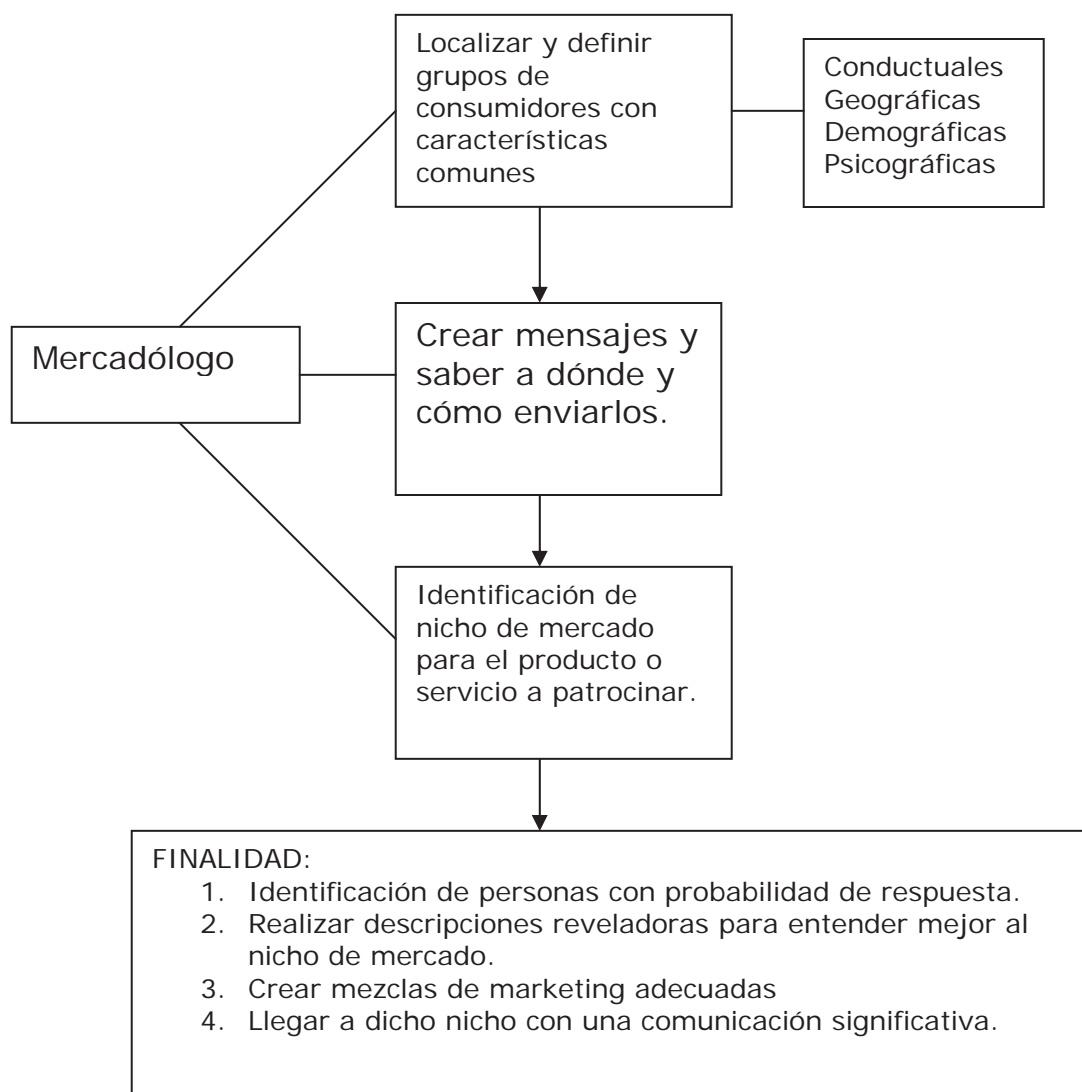 Localizar y definir
grupos de
consumidores con
características
comunes
Conductuales
Geográficas
Demográficas
Psicográficas
Mercadólogo
Crear mensajes y
saber a dónde y
cómo enviarlos.
Identificación de
nicho de mercado
para el producto o
servicio a patrocinar.
FINALIDAD:
1. Identificación de personas con probabilidad de respuesta.
2. Realizar descripciones reveladoras para entender mejor al
nicho de mercado.
3. Crear mezclas de marketing adecuadas
4. Llegar a dicho nicho con una comunicación significativa.